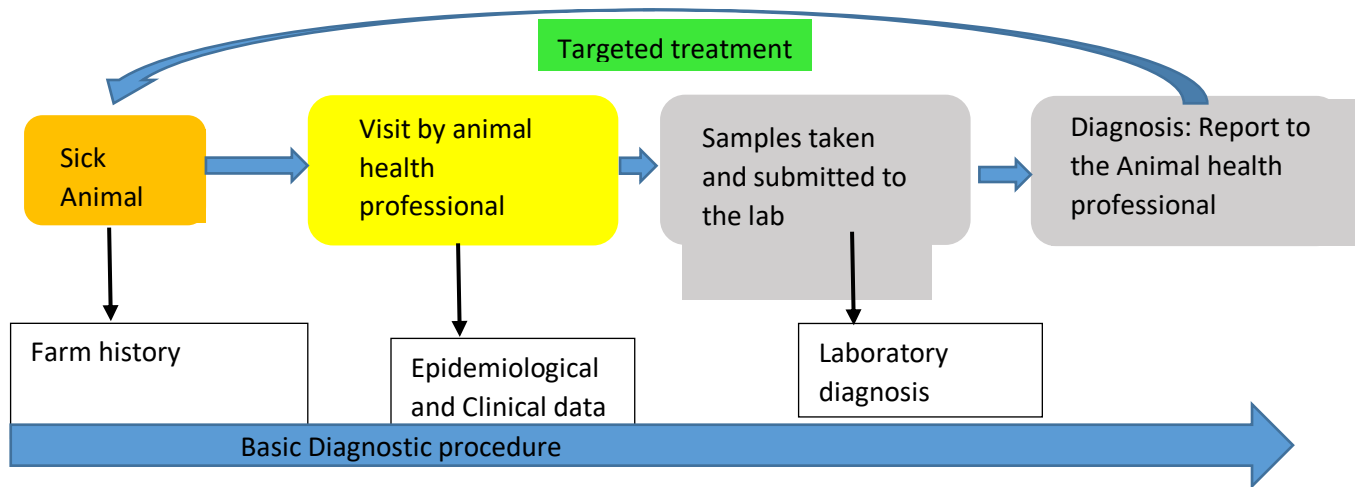 Targeted treatment
Sick
Animal
Visit by animal
health
professional
Samples taken
and submitted to
the lab
Diagnosis: Report to
the Animal health
professional
Farm history
Epidemiological
and Clinical data
Laboratory
diagnosis
Basic Diagnostic procedure